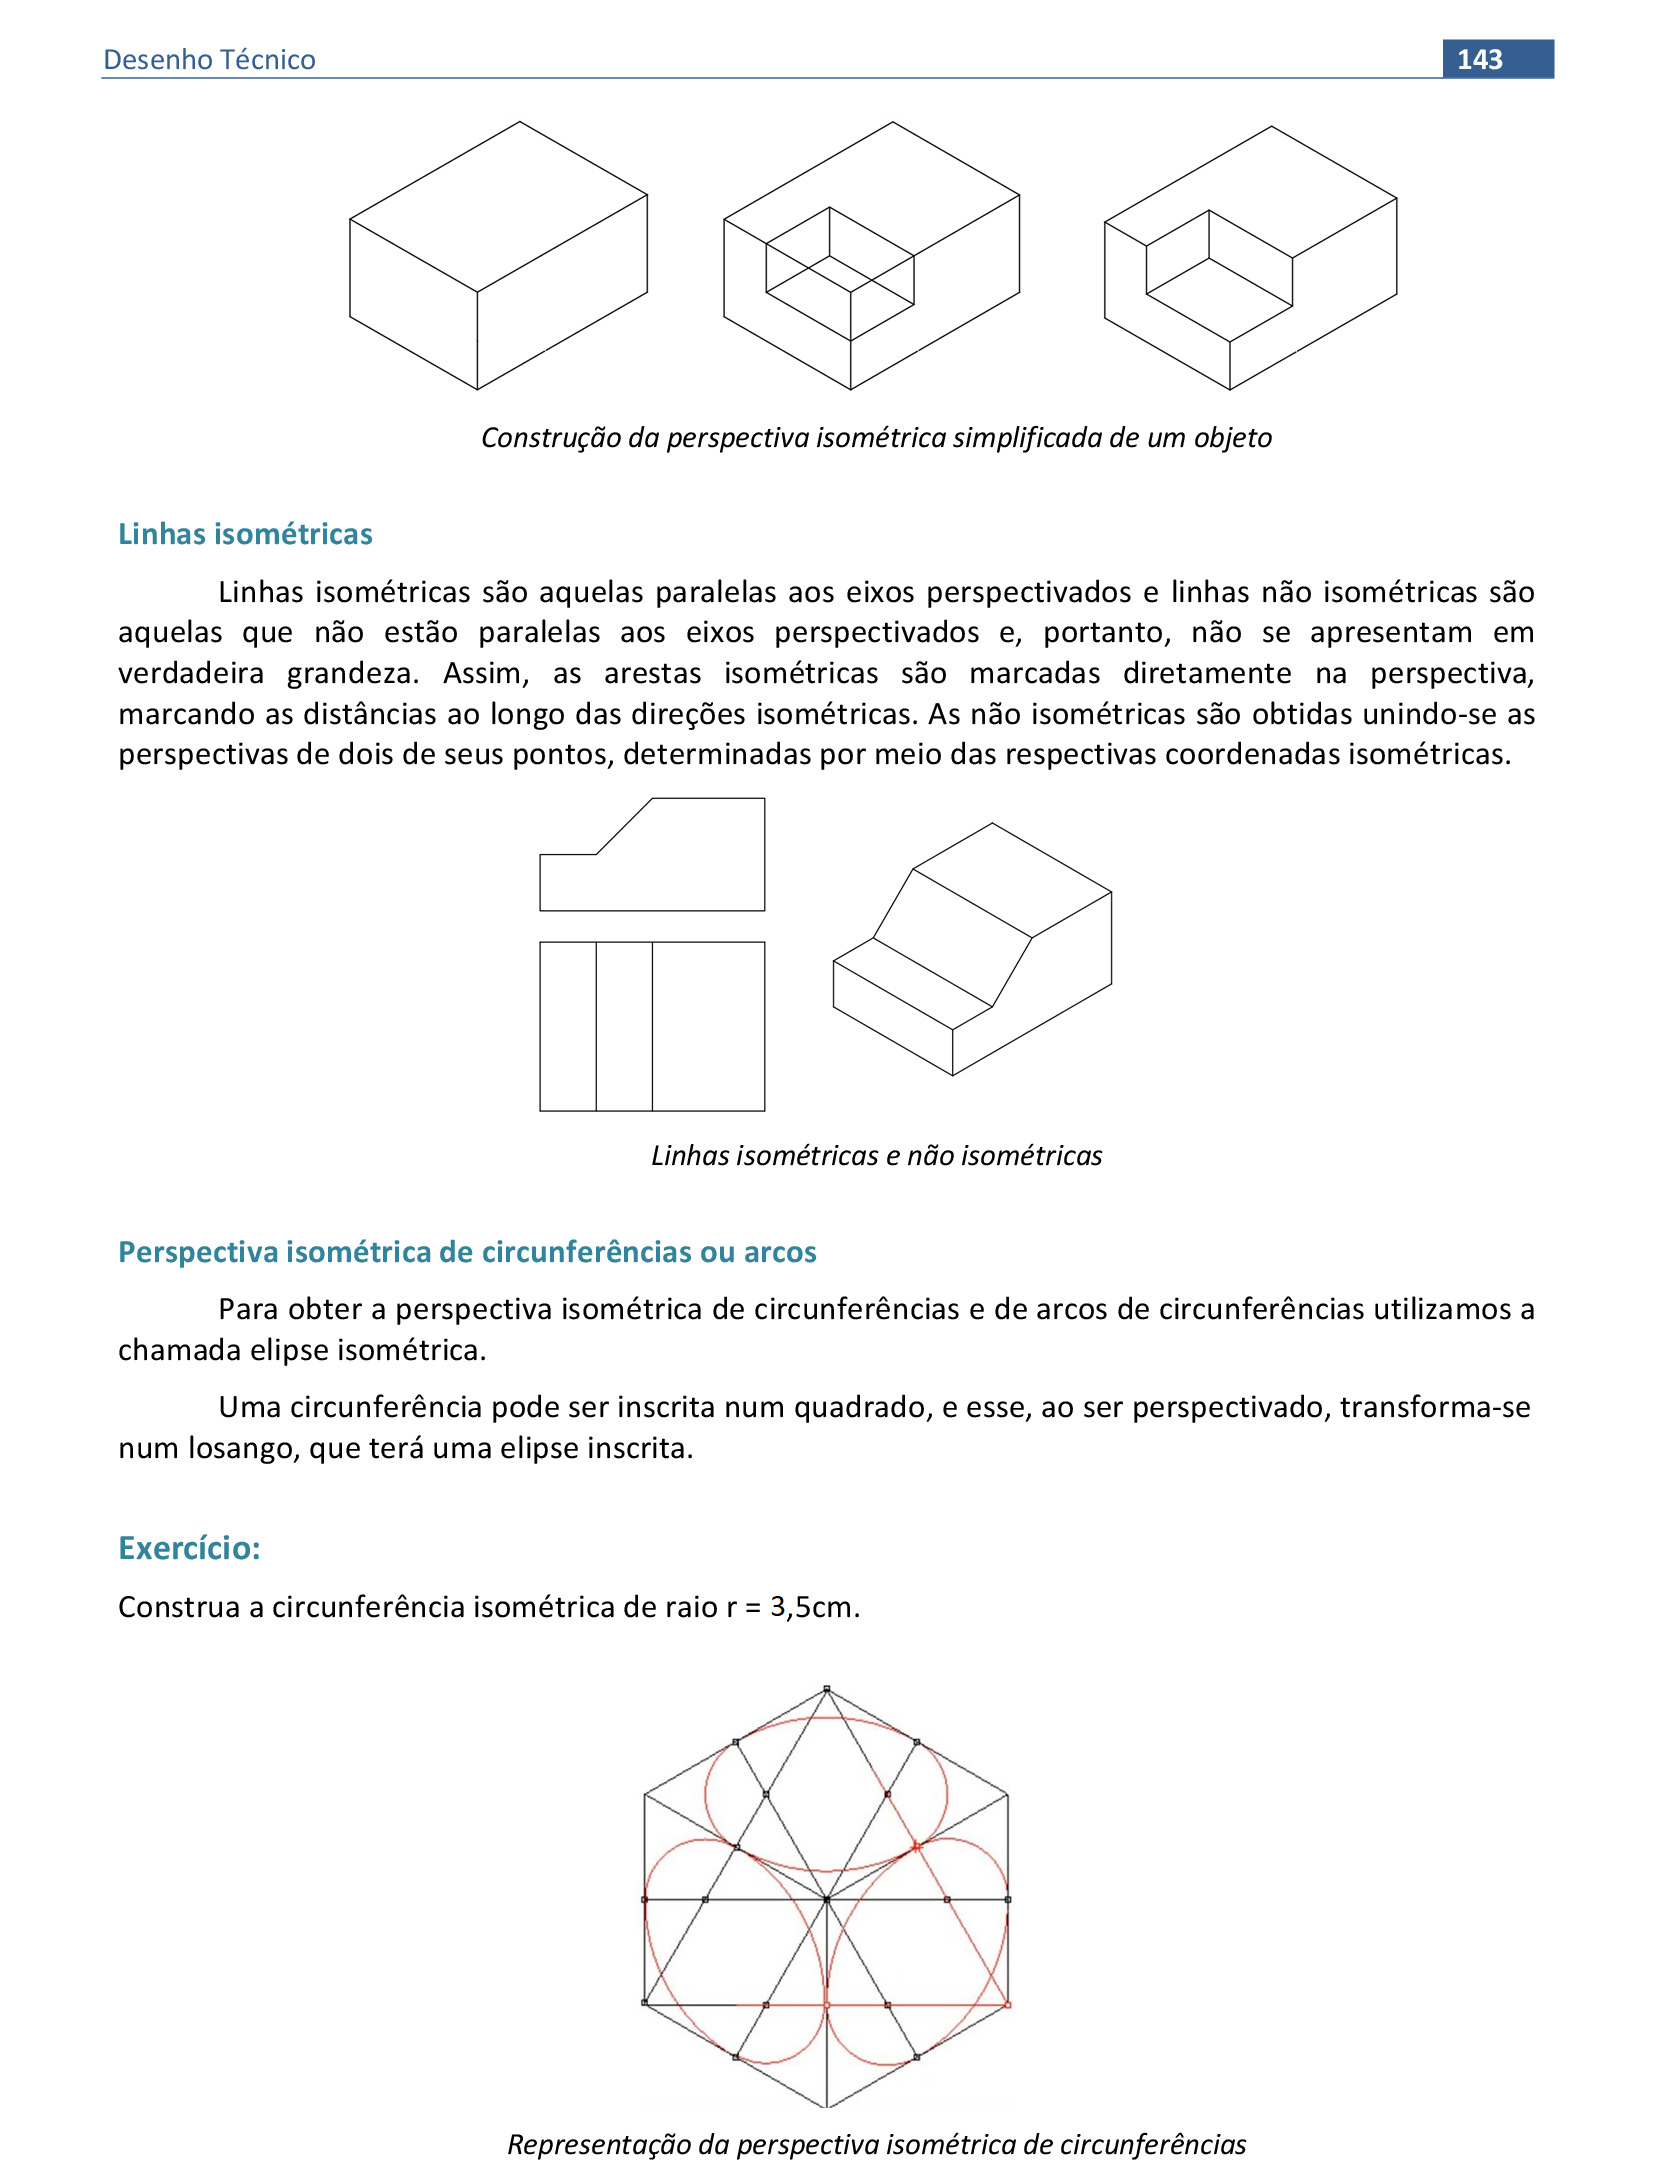 Desenho Técnico
143
Construção da perspectiva isométrica simplificada de um objeto
Linhas isométricas
Linhas isométricas são aquelas paralelas aos eixos perspectivados e linhas não isométricas são
aquelas que não estão paralelas aos eixos perspectivados e, portanto, não se apresentam em
verdadeira grandeza. Assim, as arestas isométricas são marcadas diretamente na perspectiva,
marcando as distâncias ao longo das direções isométricas. As não isométricas são obtidas unindo-se as
perspectivas de dois de seus pontos, determinadas por meio das respectivas coordenadas isométricas.
Linhas isométricas e não isométricas
Perspectiva isométrica de circunferências ou arcos
Para obter a perspectiva isométrica de circunferências e de arcos de circunferências utilizamos a
chamada elipse isométrica.
Uma circunferência pode ser inscrita num quadrado, e esse, ao ser perspectivado, transforma-se
num losango, que terá uma elipse inscrita.
Exercício:
Construa a circunferência isométrica de raio r = 3,5cm.
Representação da perspectiva isométrica de circunferências